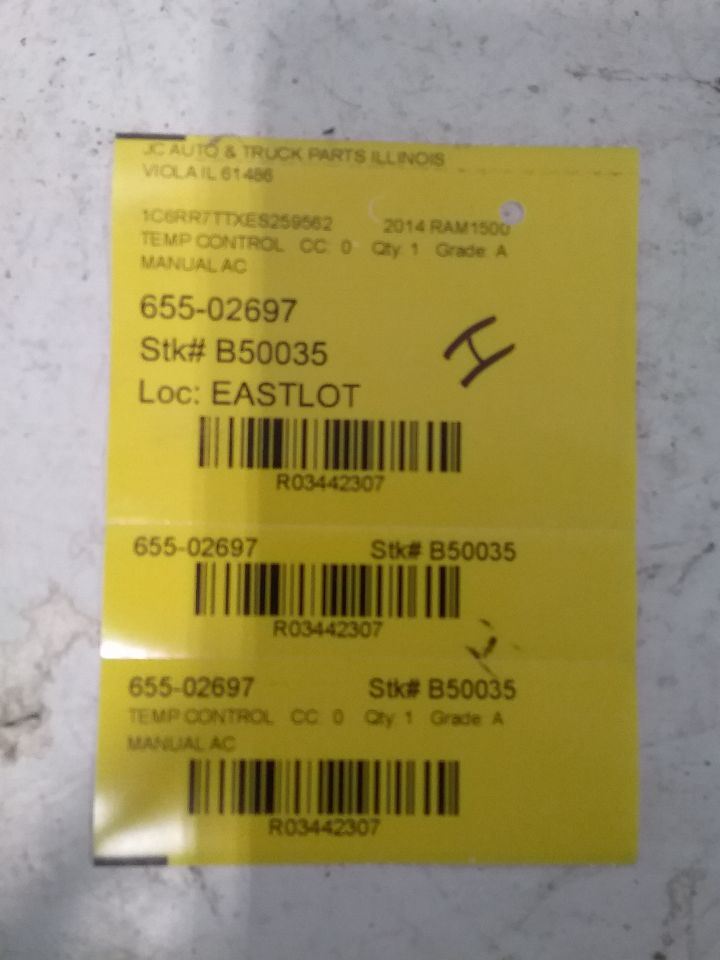 JC AUTO & TRUCK PARTS ILLINOIS
VIOLA IL 61486
1C6RR7TTXES259562 2014 RAM1500
TEMP CONTROL CC: 0 Qty: 1 Grade: A
MANUAL AC
655-02697
Stk# B50035
H
Loc: EASTLOT
R03442307
655-02697 Stk# B50035
R03442307
655-02697 Stk# B50035
TEMP CONTROL CC: 0 Qty: 1 Grade: A
MANUAL AC
R03442307